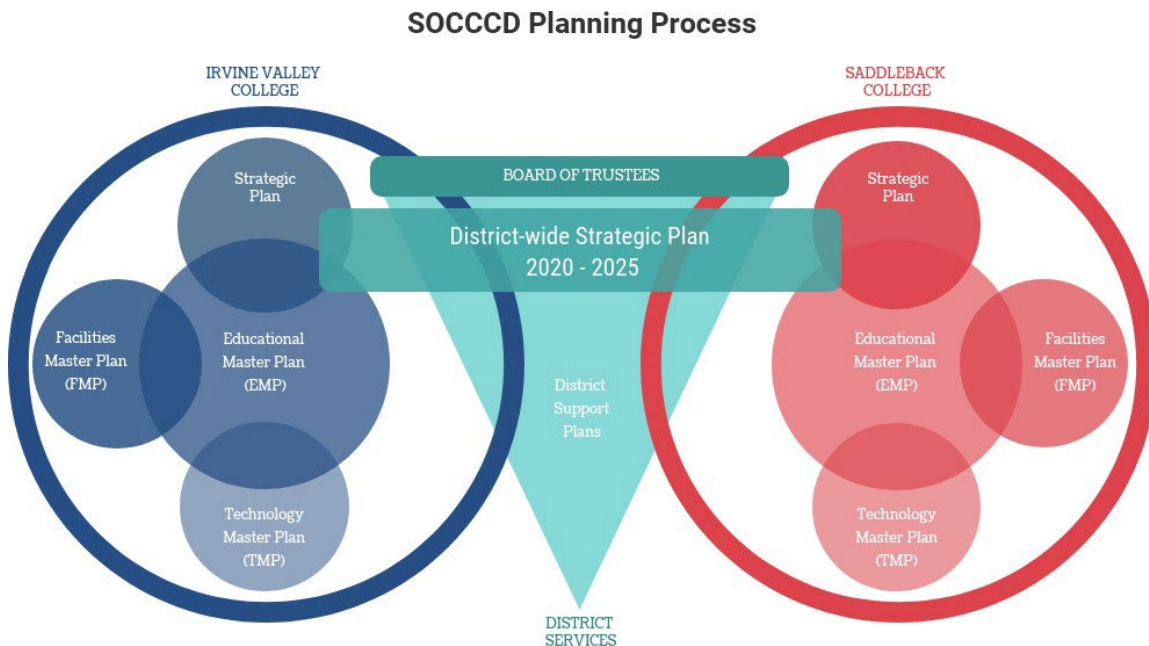 SOCCCD Planning Process
IRVINE VALLEY
COLLEGE
SADDLEBACK
COLLEGE
BOARD OF TRUSTEES
District-wide Strategic Plan
2020 - 2025
Strategic
Plan
Facilities
Master Plan
(FMP)
Educational
Master Plan
(EMP)
Technology
Master Plan
(TMP)
District
Support
Plans
Strategic
Plan
Educational
Master Plan
(EMP)
Facilities
Master Plan
(FMP)
Technology
Master Plan
(TMP)
DISTRICT
SERVICES